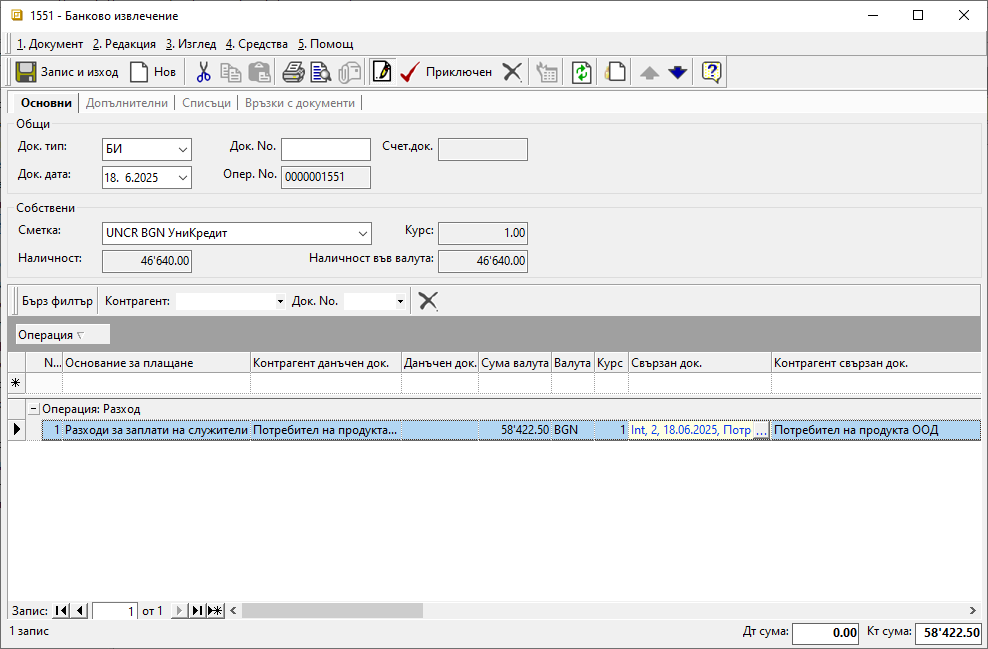 1551 - Банково извлечение
1. Документ 2. Редакция 3. Изглед 4. Средства 5. Помощ
Запис и изход Нов Приключен
Основни Допълнителни Списъци Връзки с документи
Общи
Док. тип: БИ Док. No. Счет.док.
Док. дата: 18. 6.2025 Опер. No. 0000001551
Собствени
Сметка: UNCR BGN УниКредит Курс: 1.00
Наличност: 46'640.00 Наличност във валута: 46'640.00
Бърз филтър Контрагент: Док. No.
Операция
N... Основание за плащане Контрагент данъчен док. Данъчен док. Сума валута Валута Курс Свързан док. Контрагент свързан док.
Операция: Разход
1 Разходи за заплати на служители Потребител на продукта... 58'422.50 BGN 1 Int, 2, 18.06.2025, Потр ... Потребител на продукта ООД
Запис: 1 от 1
1 запис Дт сума: 0.00 Кт сума: 58'422.50